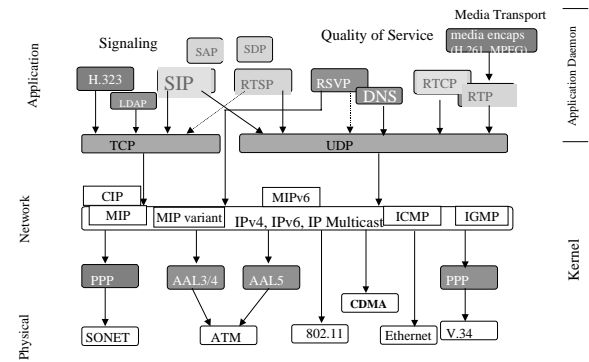 Media Transport
Signaling
Quality of Service
media encaps
(H.261, MPEG)
SAP
SDP
Application
Application Daemon
H.323
LDAP
SIP
RTSP
RSVP
DNS
RTCP
RTP
TCP
UDP
Network
CIP
MIPv6
MIP
MIP variant
IPv4, IPv6, IP Multicast
ICMP
IGMP
Kernel
PPP
AAL3/4
AAL5
CDMA
PPP
Physical
SONET
ATM
802.11
Ethernet
V.34